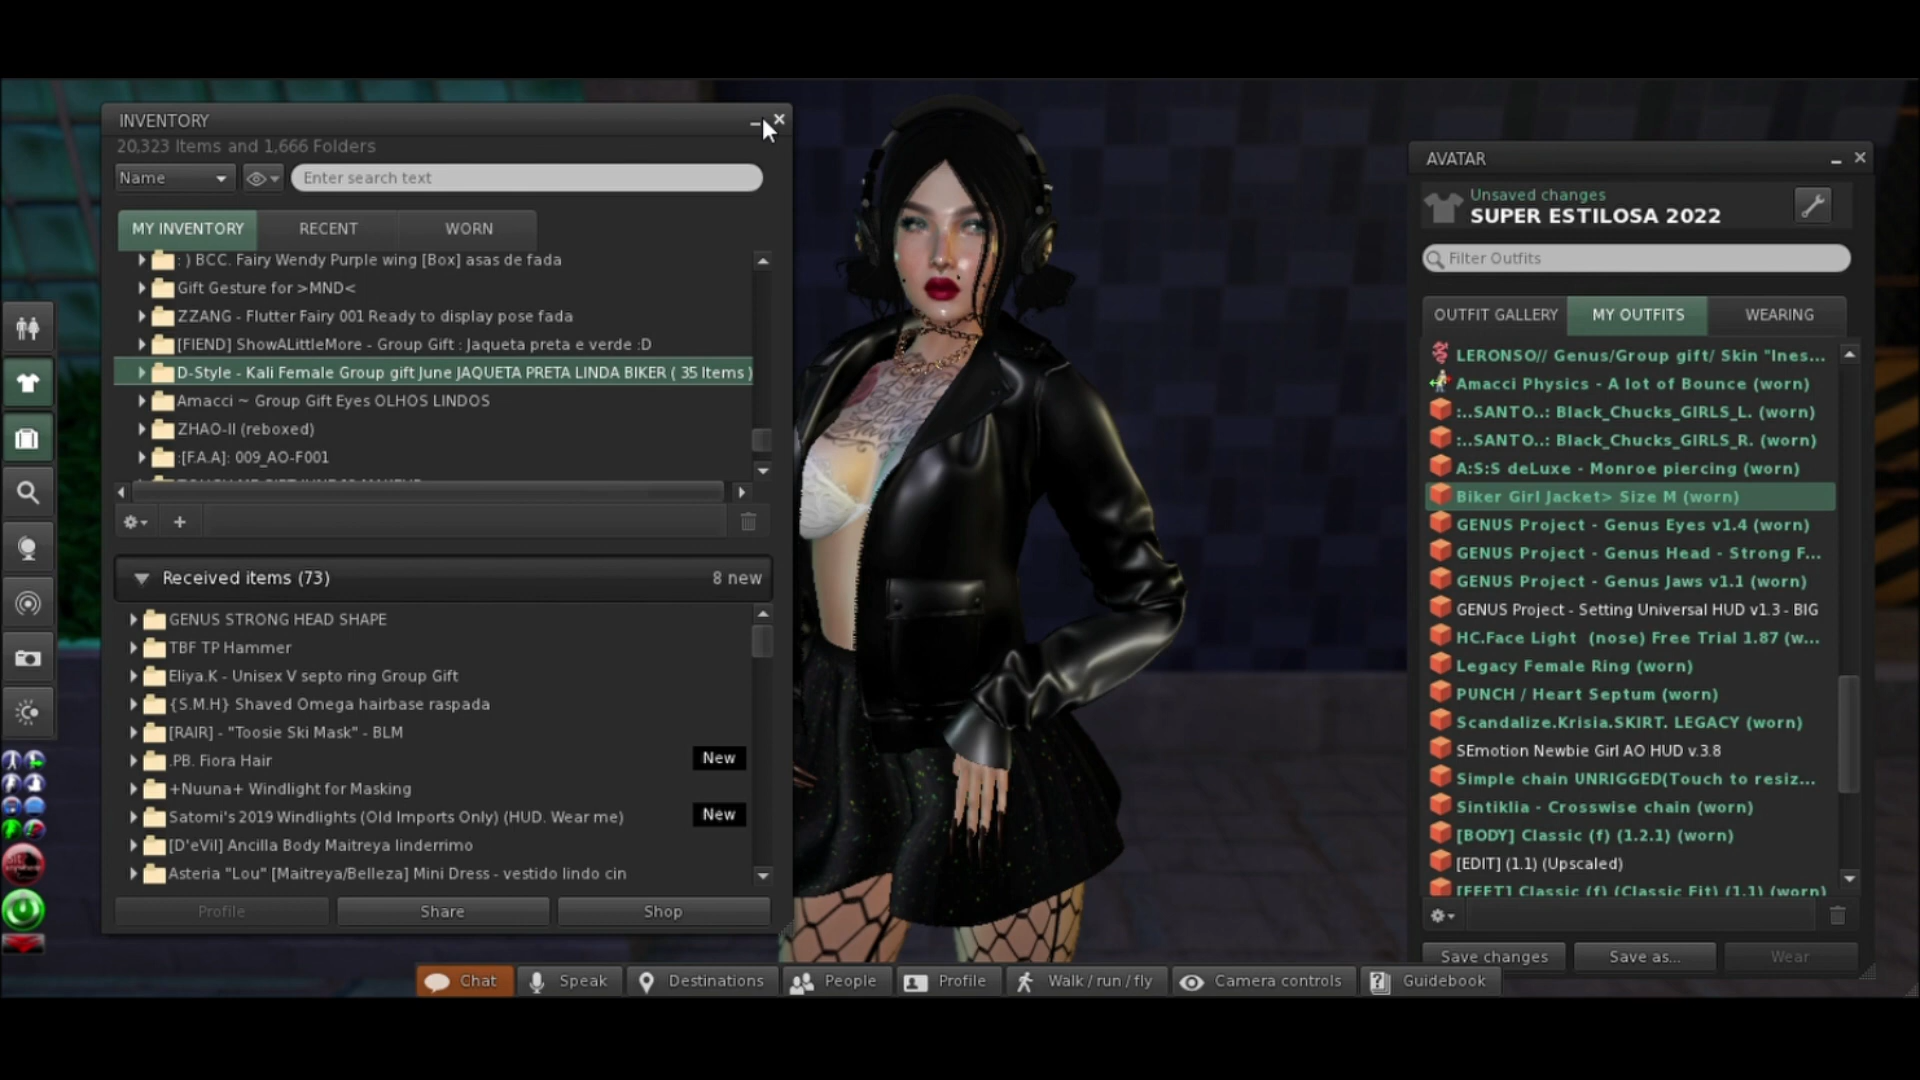 INVENTORY
20,323 Items and 1,666 Folders
Name
Enter search text
MY INVENTORY
RECENT
WORN
: ) BCC. Fairy Wendy Purple wing [Box] asas de fada
Gift Gesture for >MND<
ZZANG - Flutter Fairy 001 Ready to display pose fada
[FIEND] ShowALittleMore - Group Gift : Jaqueta preta e verde :D
D-Style - Kali Female Group gift June JAQUETA PRETA LINDA BIKER ( 35 Items )
Amacci ~ Group Gift Eyes OLHOS LINDOS
ZHAO-II (reboxed)
:[F.A.A]: 009_AO-F001
Received items (73)
8 new
GENUS STRONG HEAD SHAPE
TBF TP Hammer
Eliya.K - Unisex V septo ring Group Gift
{S.M.H} Shaved Omega hairbase raspada
[RAIR] - "Toosie Ski Mask" - BLM
.PB. Fiora Hair
New
+Nuuna+ Windlight for Masking
Satomi's 2019 Windlights (Old Imports Only) (HUD. Wear me)
New
[D'eVil] Ancilla Body Maitreya linderrimo
Asteria "Lou" [Maitreya/Belleza] Mini Dress - vestido lindo cin
Profile
Share
Shop
AVATAR
Unsaved changes
SUPER ESTILOSA 2022
Filter Outfits
OUTFIT GALLERY
MY OUTFITS
WEARING
LERONSO// Genus/Group gift/ Skin "Ines...
Amacci Physics - A lot of Bounce (worn)
:..SANTO..: Black_Chucks_GIRLS_L. (worn)
:..SANTO..: Black_Chucks_GIRLS_R. (worn)
A:S:S deLuxe - Monroe piercing (worn)
Biker Girl Jacket> Size M (worn)
GENUS Project - Genus Eyes v1.4 (worn)
GENUS Project - Genus Head - Strong F...
GENUS Project - Genus Jaws v1.1 (worn)
GENUS Project - Setting Universal HUD v1.3 - BIG
HC.Face Light (nose) Free Trial 1.87 (w...
Legacy Female Ring (worn)
PUNCH / Heart Septum (worn)
Scandalize.Krisia.SKIRT. LEGACY (worn)
SEmotion Newbie Girl AO HUD v.3.8
Simple chain UNRIGGED(Touch to resiz...
Sintiklia - Crosswise chain (worn)
[BODY] Classic (f) (1.2.1) (worn)
[EDIT] (1.1) (Upscaled)
[FEET] Classic (f) (Classic Fit) (1.1) (worn)
Save changes
Save as...
Wear
Chat
Speak
Destinations
People
Profile
Walk / run / fly
Camera controls
Guidebook